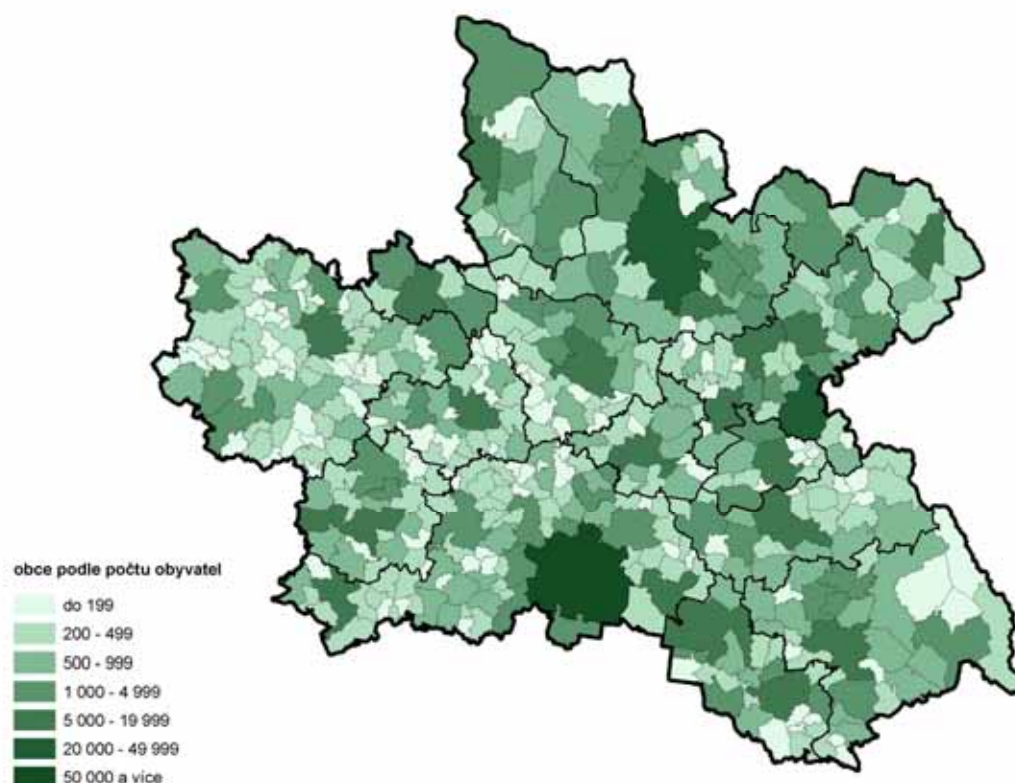 obce podle počtu obyvatel
do 199
200 - 499
500 - 999
1 000 - 4 999
5 000 - 19 999
20 000 - 49 999
50 000 a více